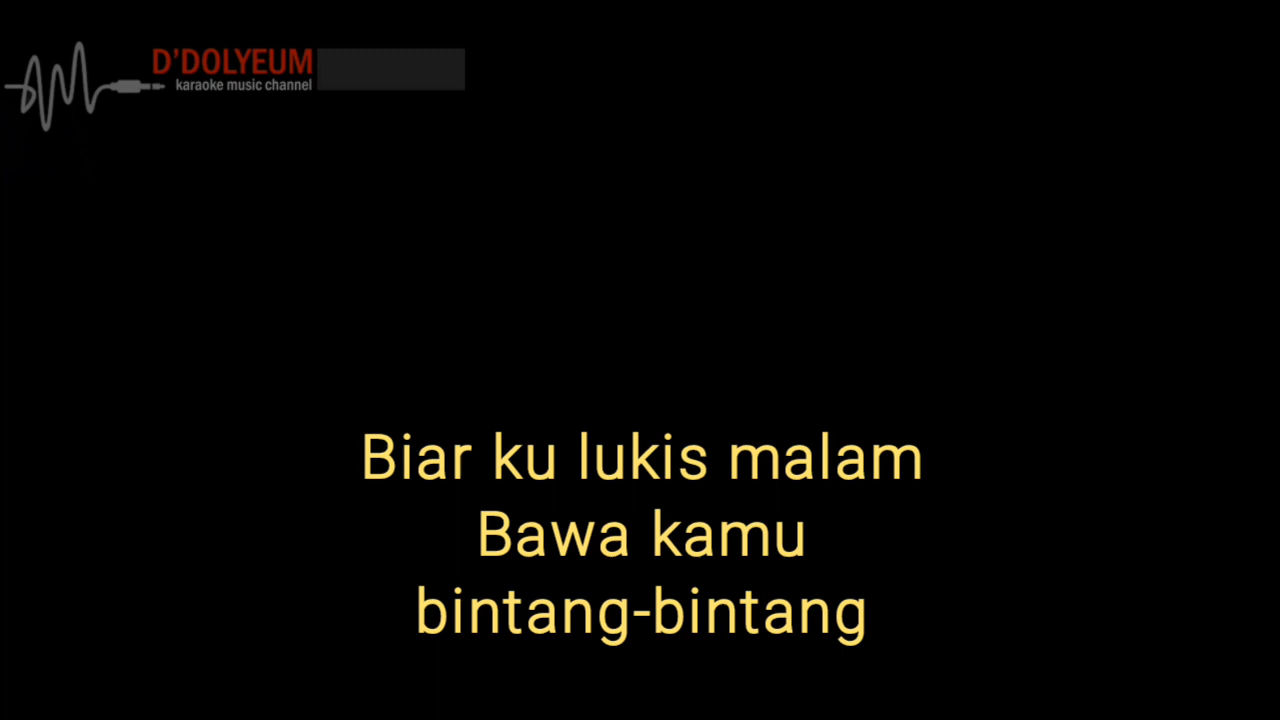 D'DOLYEUM
karaoke music channel
Biar ku lukis malam
Bawa kamu
bintang-bintang